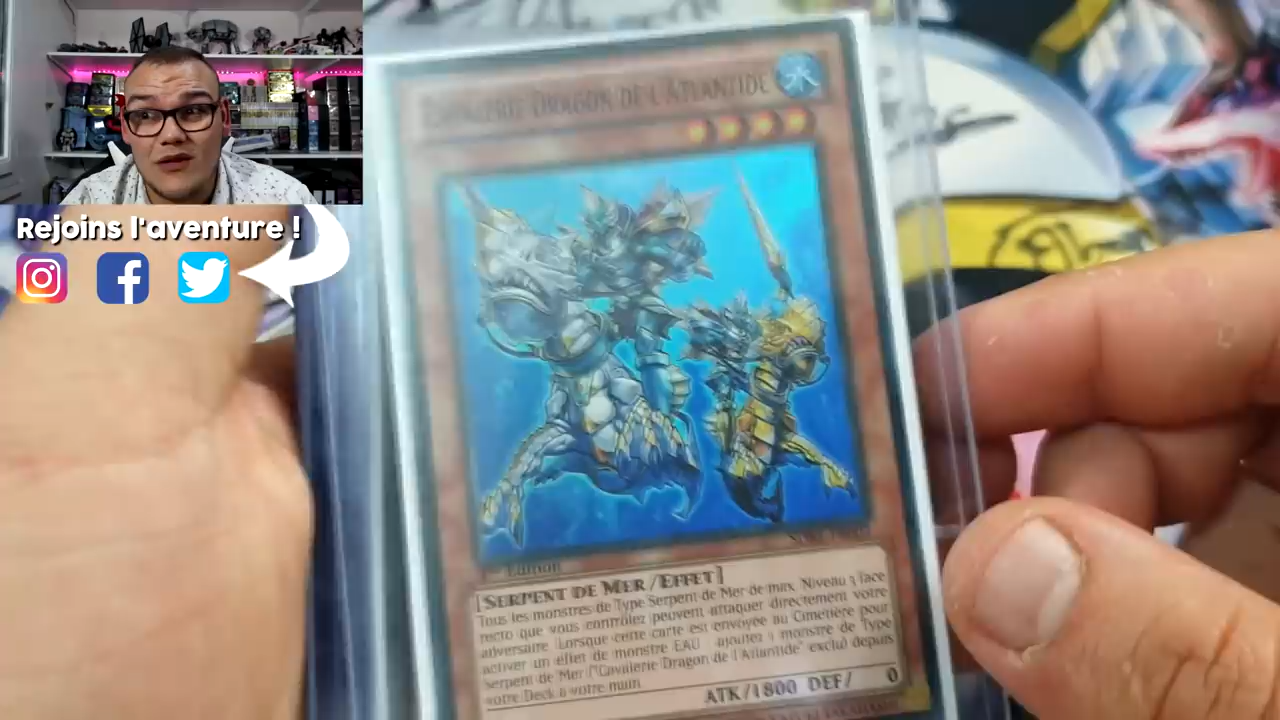 Rejoins l'aventure !
Cavalerie Dragon de l'Atlantide
Édition
[Serpent de Mer/Effet]
Tous les monstres de Type Serpent de Mer de max. Niveau 3 face
recto que vous contrôlez peuvent attaquer directement votre
adversaire. Lorsque cette carte est envoyée au Cimetière pour
activer un effet de monstre EAU : ajoutez 1 monstre de Type
Serpent de Mer ("Cavalerie Dragon de l'Atlantide" exclu) depuis
votre Deck à votre main.
ATK/1800 DEF/ 0